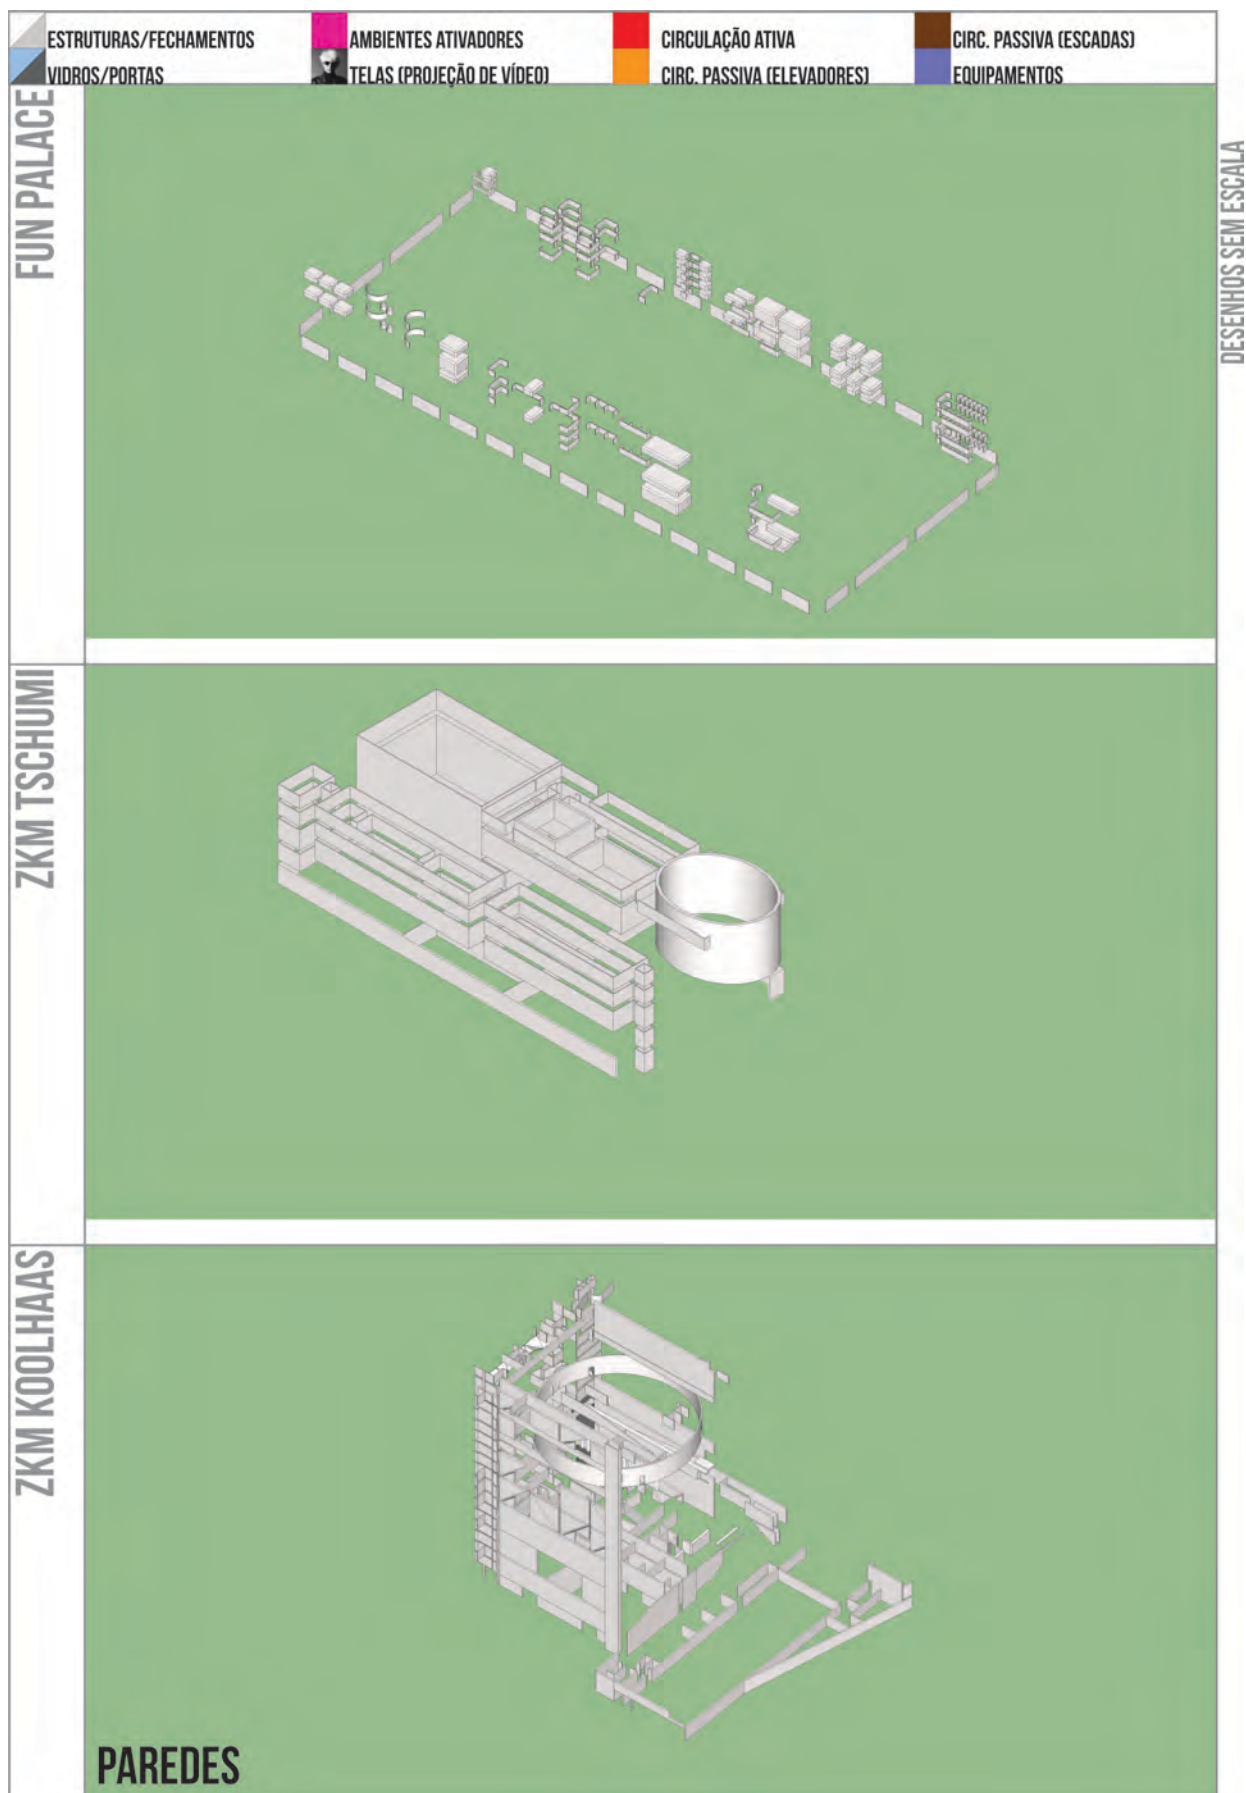 ESTRUTURAS/FECHAMENTOS
AMBIENTES ATIVADORES
CIRCULAÇÃO ATIVA
CIRC. PASSIVA (ESCADAS)
VIDROS/PORTAS
TELAS (PROJEÇÃO DE VÍDEO)
CIRC. PASSIVA (ELEVADORES)
EQUIPAMENTOS
FUN PALACE
DESENHOS SEM ESCALA
ZKM TSCHUMI
ZKM KOOLHAAS
PAREDES